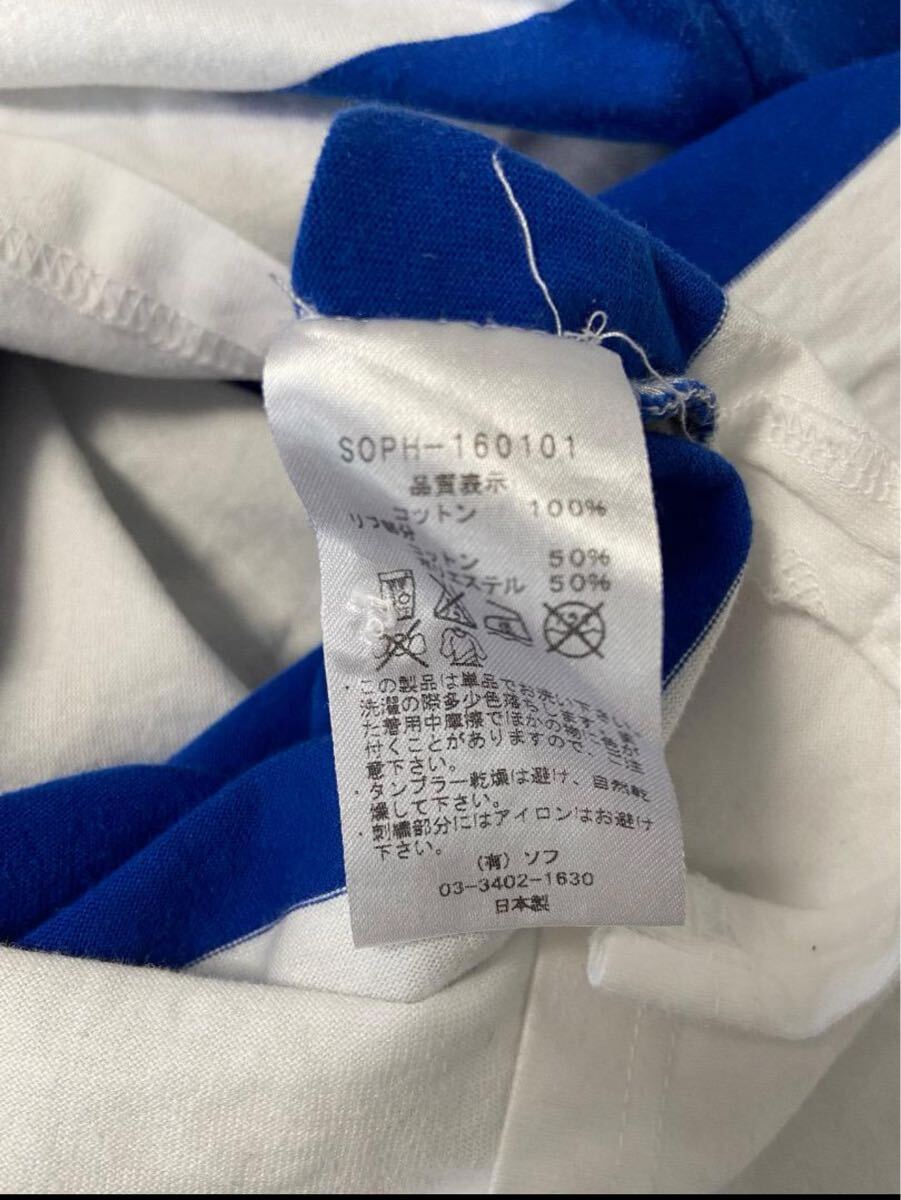 SOPH-160101
品質表示
コットン 100%
リブ部分
コットン 50%
エステル 50%
・この製品は単品でお洗い下さい。
洗濯の際多少色落ちします。
た着用中摩擦でほかの物に色が
付くことがありますので、ご注
意下さい。
・タンブラー乾燥は避け、自然乾
燥して下さい。
・刺繍部分にはアイロンはお避け
下さい。
(有)ソフ
03-3402-1630
日本製